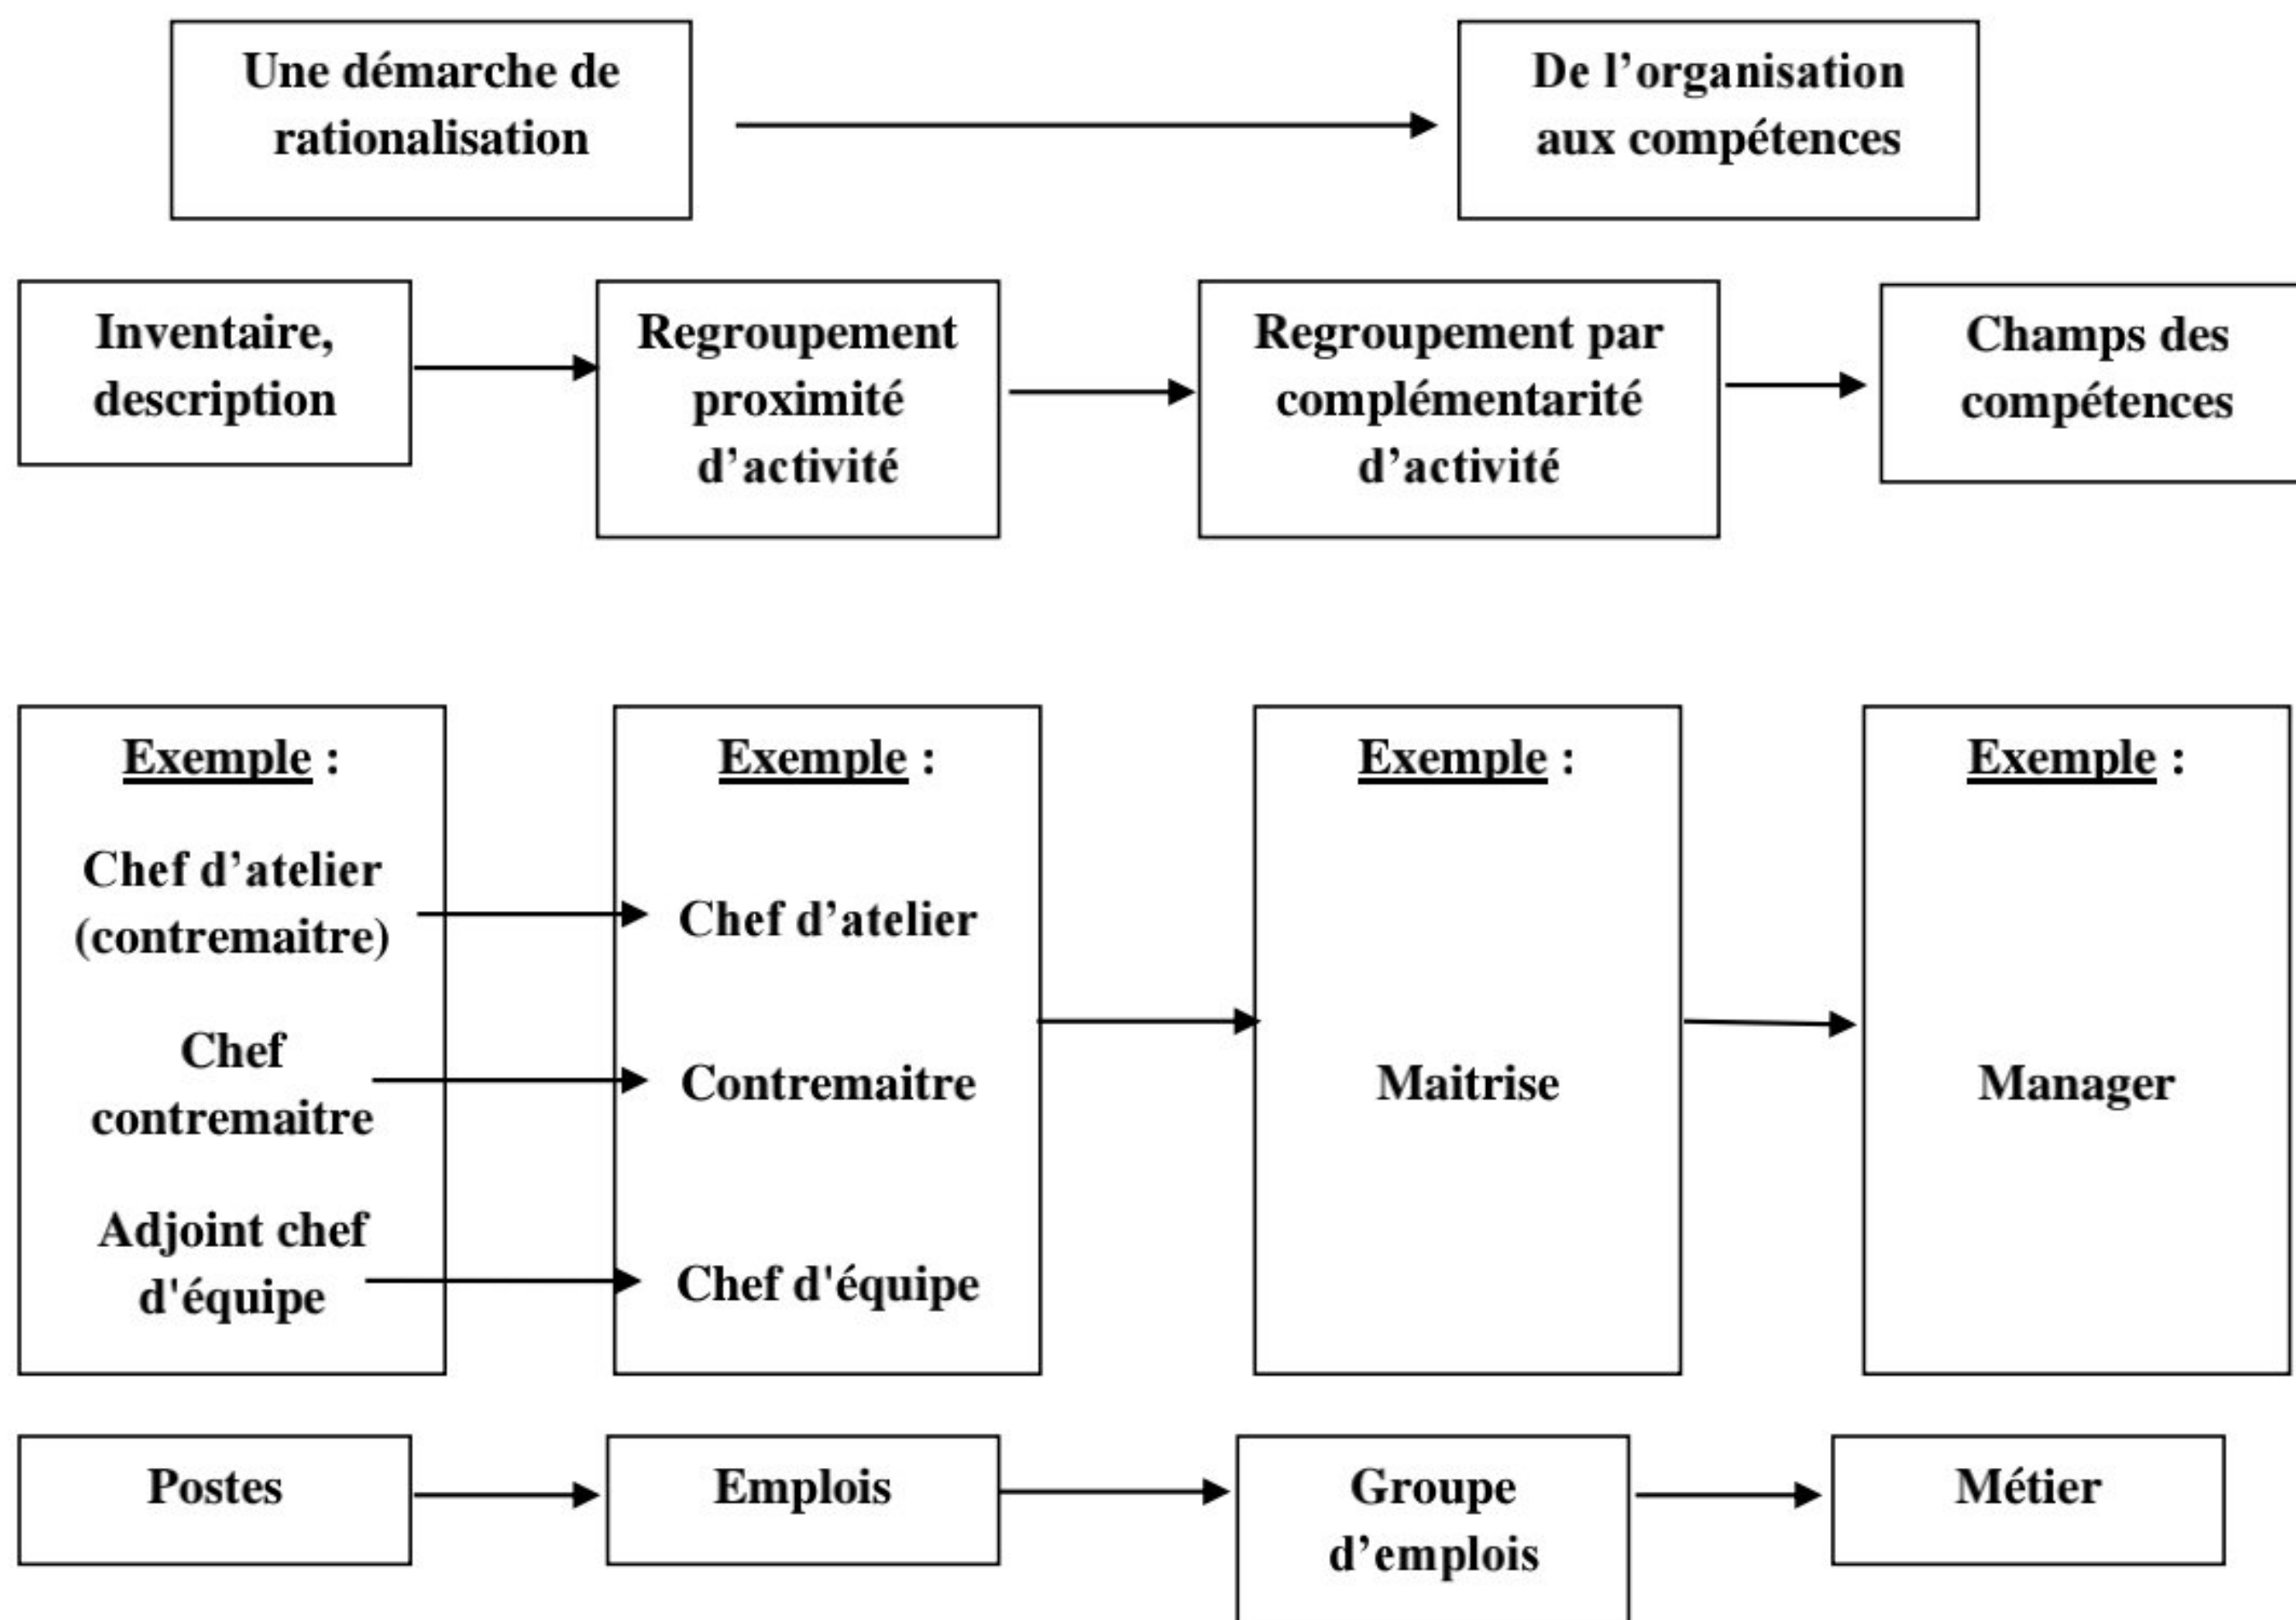 Une démarche de
rationalisation
De l’organisation
aux compétences
Inventaire,
description
Regroupement
proximité
d’activité
Regroupement par
complémentarité
d’activité
Champs des
compétences
Exemple :
Chef d’atelier
(contremaitre)
Chef
contremaitre
Adjoint chef
d'équipe
Exemple :
Chef d’atelier
Contremaitre
Chef d'équipe
Exemple :
Maitrise
Exemple :
Manager
Postes
Emplois
Groupe
d’emplois
Métier